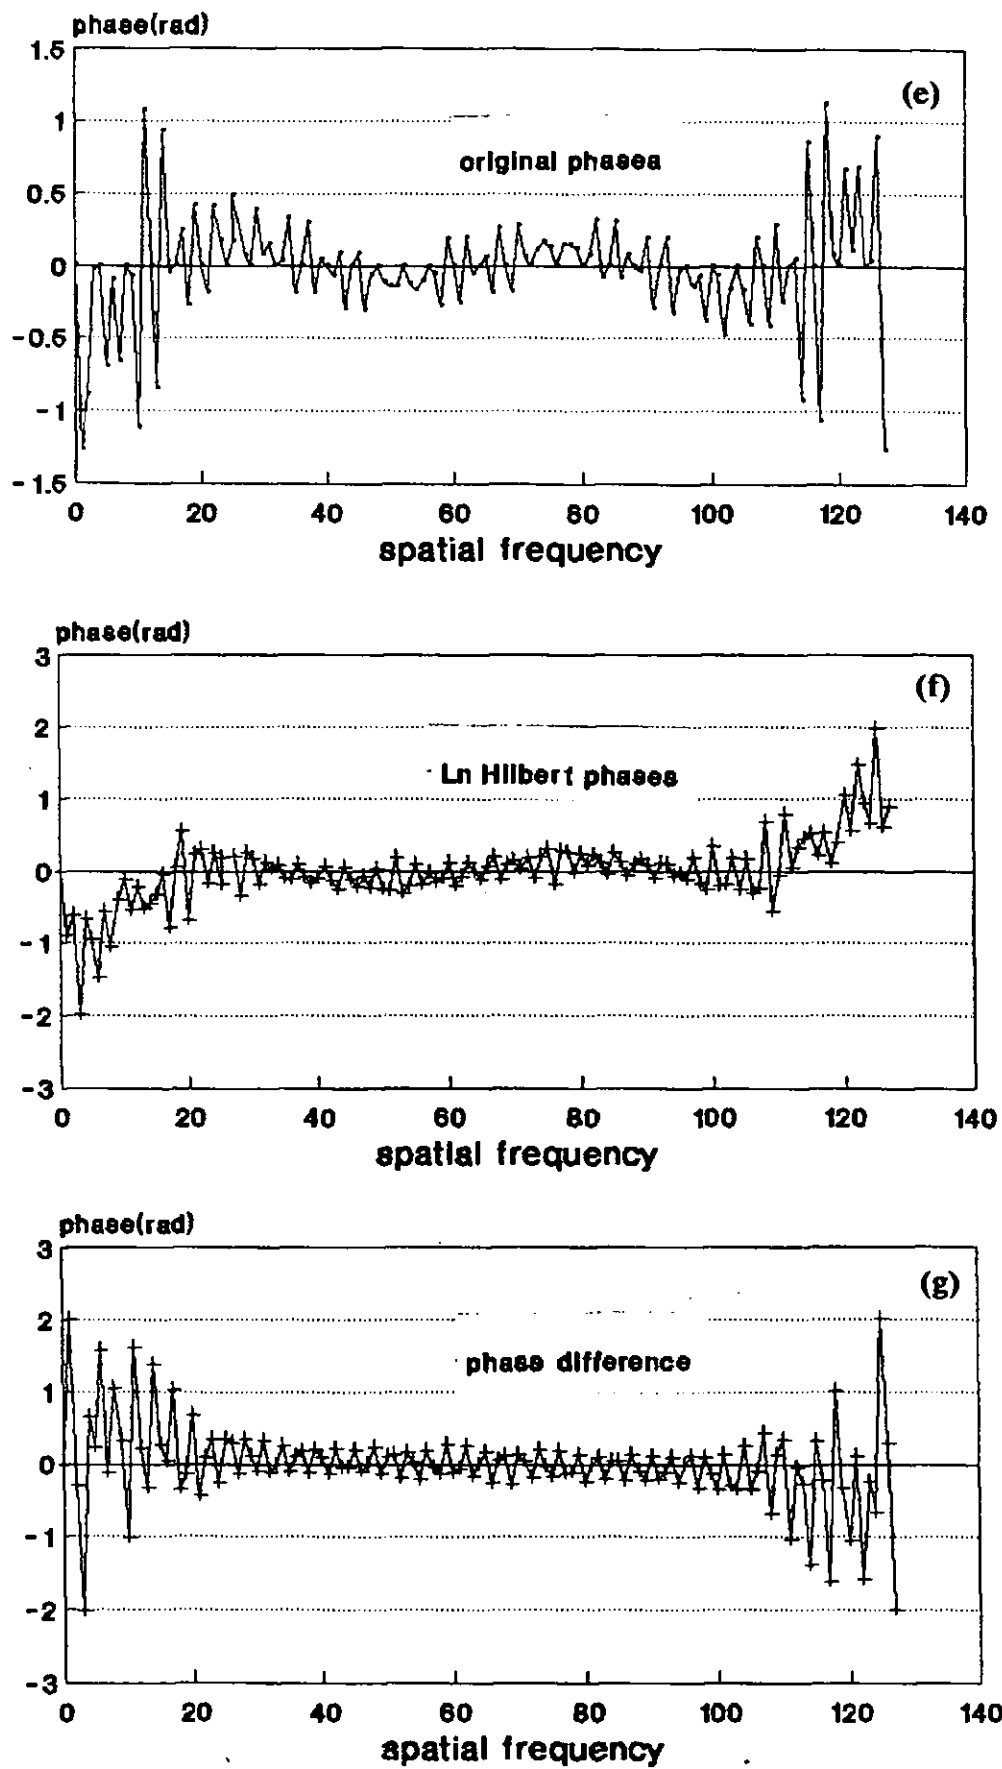 phase(rad)
1.5
(e)
1
original phasea
0.5
0
-0.5
-1
-1.5
0 20 40 60 80 100 120 140
spatial frequency
phase(rad)
3
(f)
2
Ln Hilbert phases
1
0
-1
-2
-3
0 20 40 60 80 100 120 140
spatial frequency
phase(rad)
3
(g)
2
phase difference
1
0
-1
-2
-3
0 20 40 60 80 100 120 140
spatial frequency